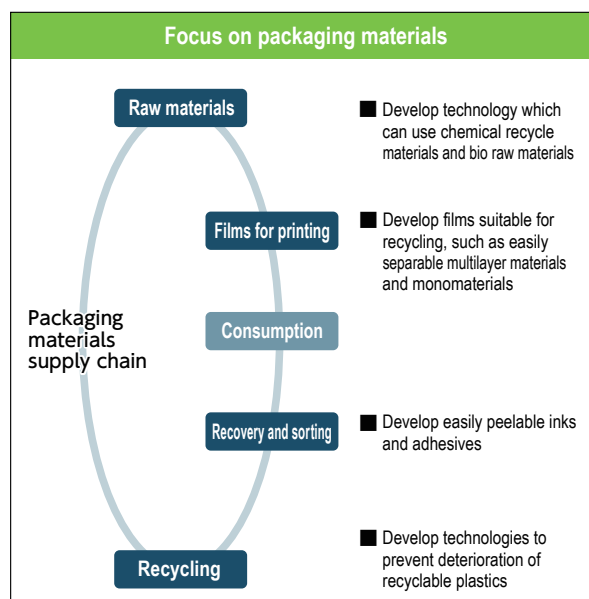 Focus on packaging materials
Raw materials
■ Develop technology which
can use chemical recycle
materials and bio raw materials
Films for printing
■ Develop films suitable for
recycling, such as easily
separable multilayer materials
and monomaterials
Consumption
Packaging
materials
supply chain
Recovery and sorting
■ Develop easily peelable inks
and adhesives
Recycling
■ Develop technologies to
prevent deterioration of
recyclable plastics